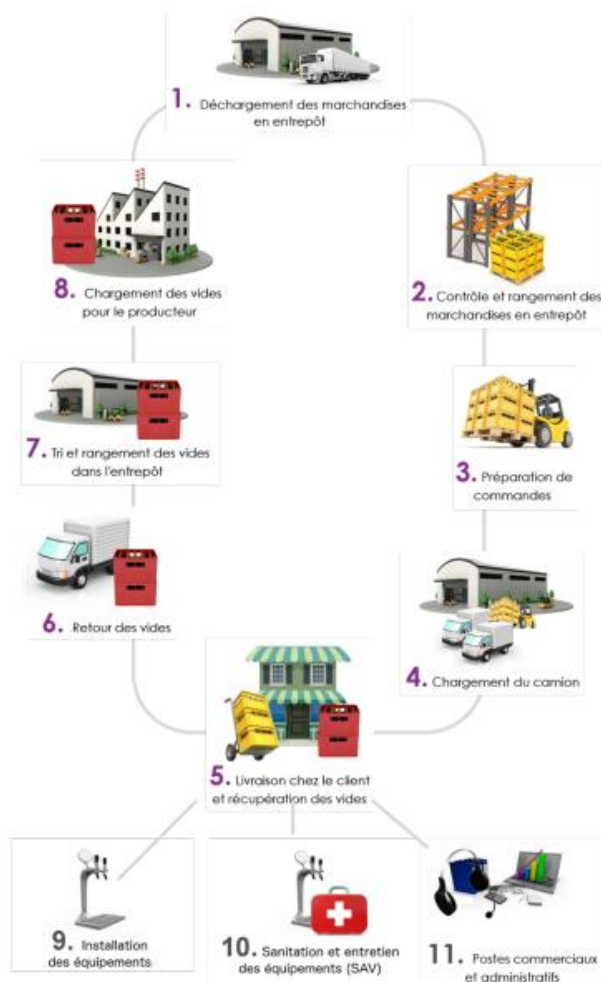 1. Déchargement des marchandises
en entrepôt
2. Contrôle et rangement des
marchandises en entrepôt
3. Préparation de
commandes
4. Chargement du camion
5. Livraison chez le client
et récupération des vides
6. Retour des vides
7. Tri et rangement des vides
dans l'entrepôt
8. Chargement des vides
pour le producteur
9. Installation
des équipements
10. Sanitation et entretien
des équipements (SAV)
11. Postes commerciaux
et administratifs